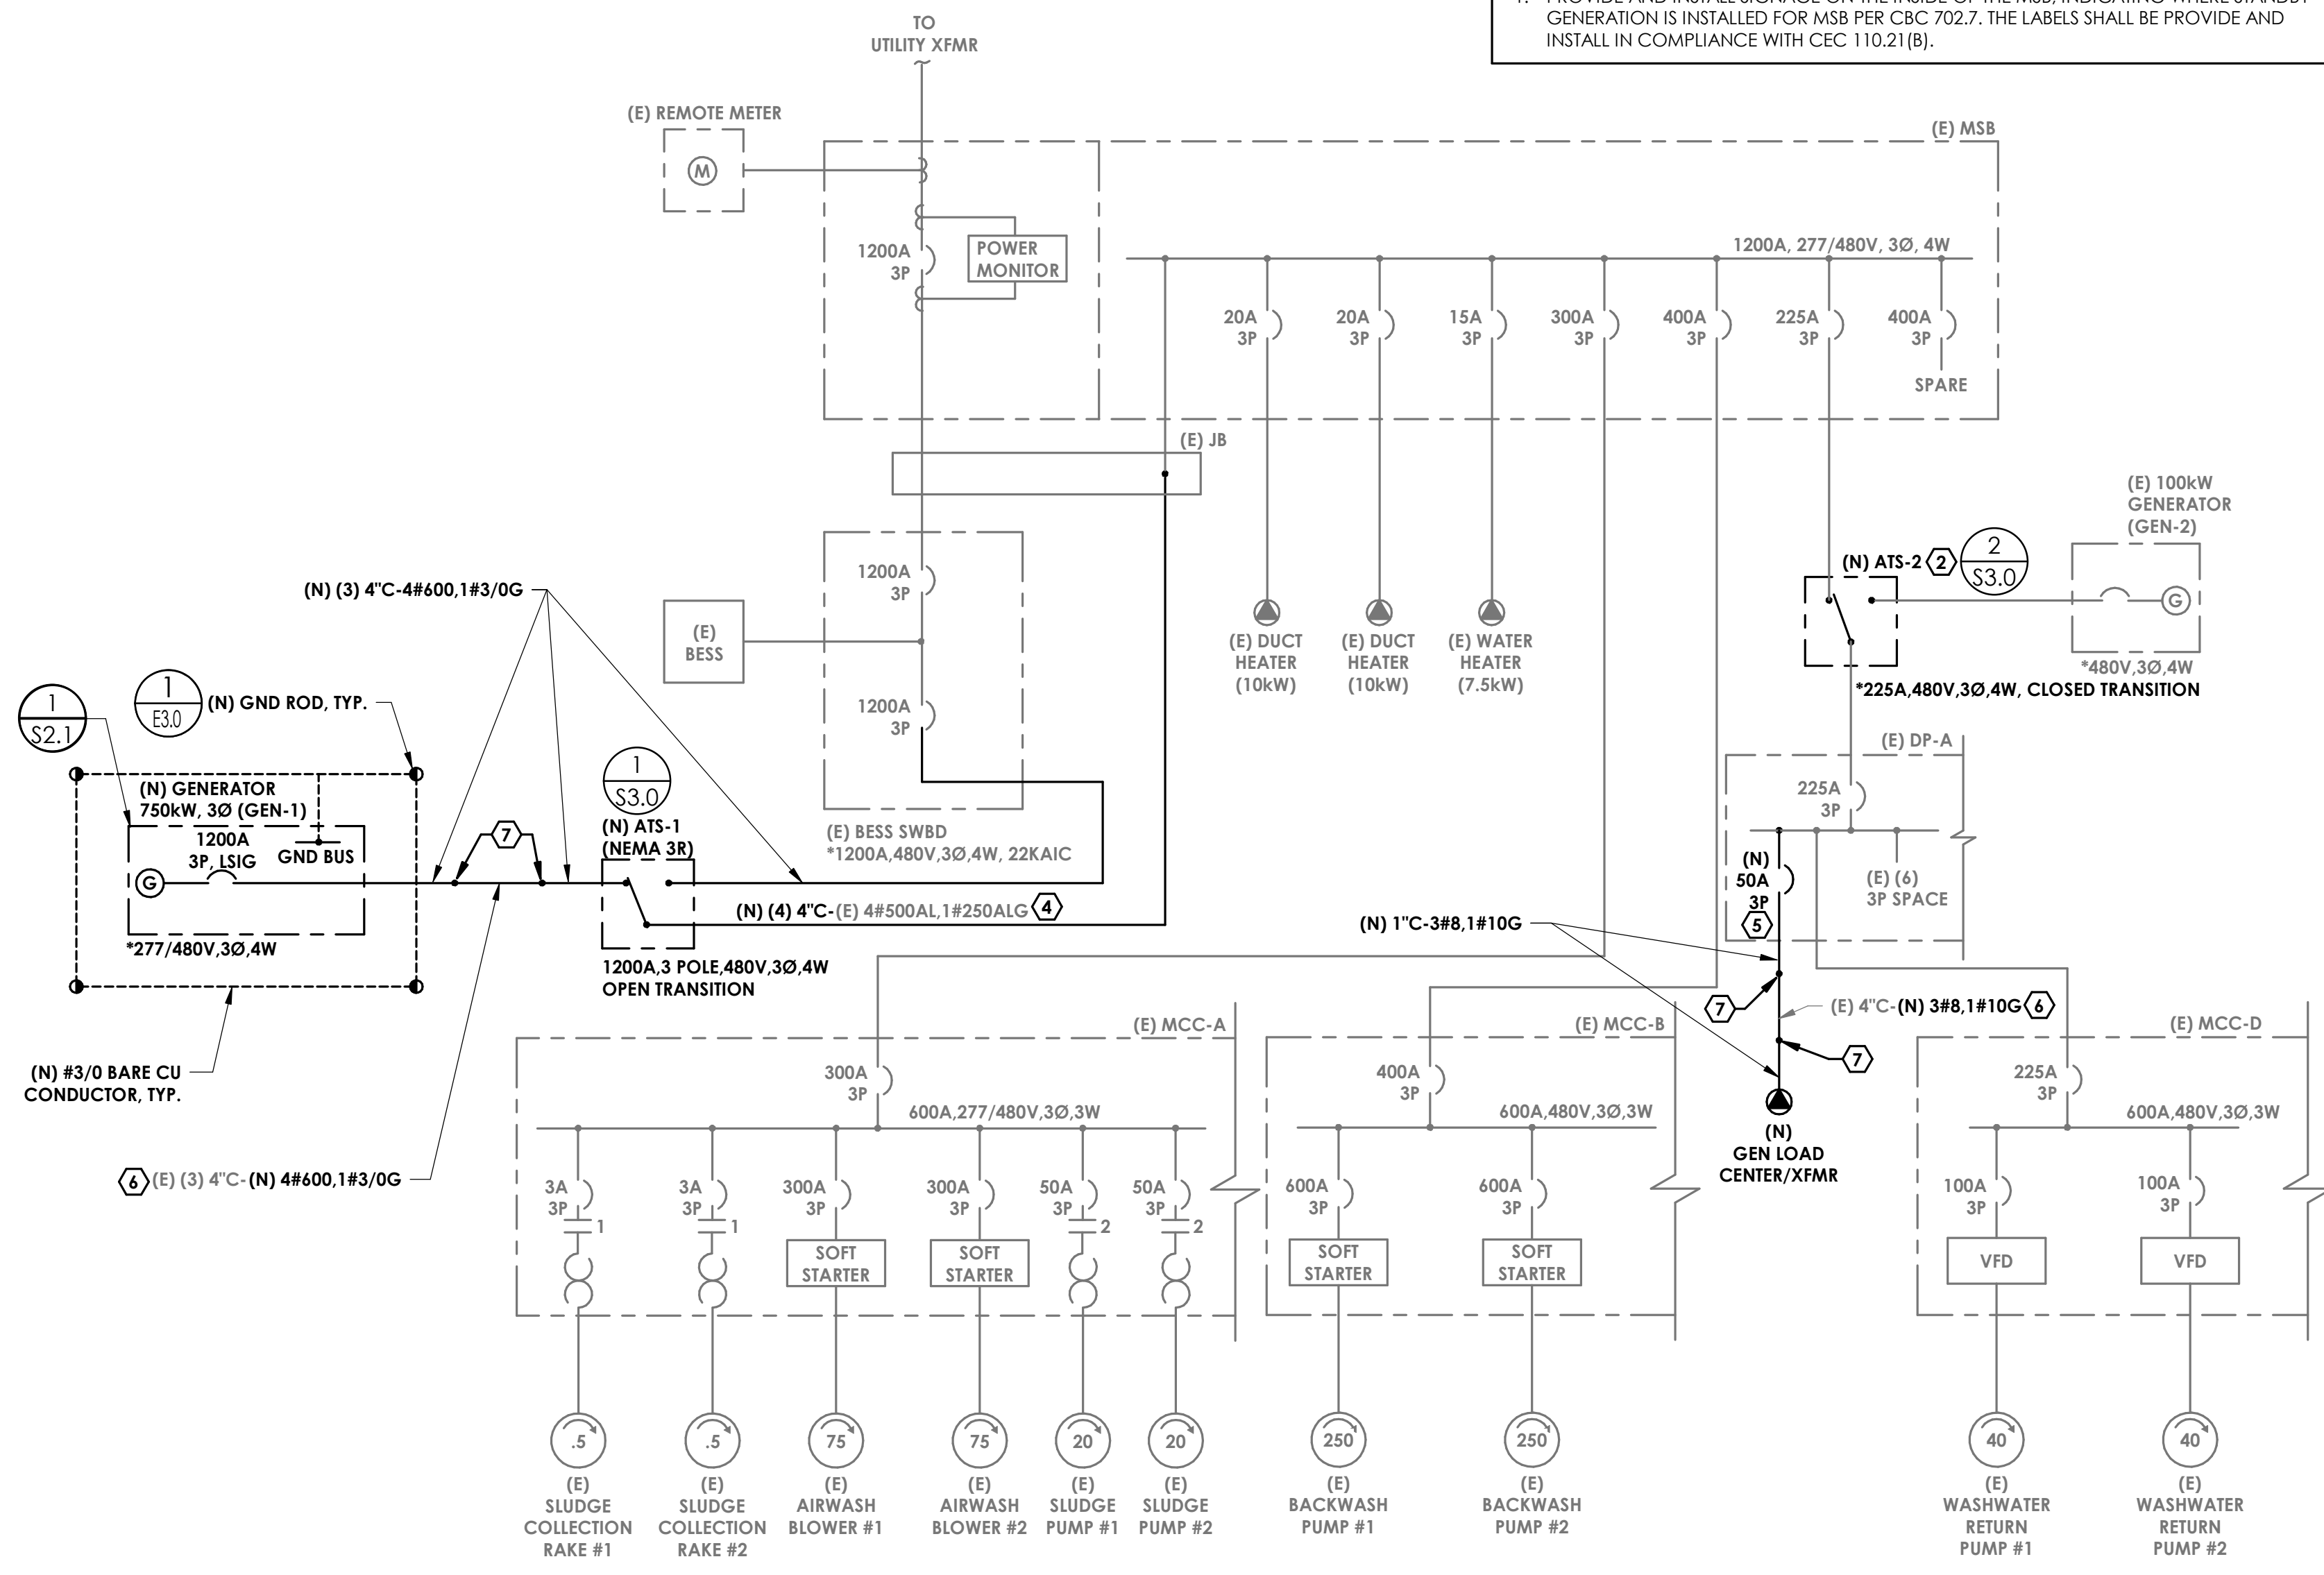 1. PROVIDE AND INSTALL SIGNAGE ON THE INSIDE OF THE MSB, INDICATING WHERE STANDBY
GENERATION IS INSTALLED FOR MSB PER CBC 702.7. THE LABELS SHALL BE PROVIDE AND
INSTALL IN COMPLIANCE WITH CEC 110.21(B).
TO
UTILITY XFMR
(E) REMOTE METER
M
(E) MSB
1200A
3P
POWER
MONITOR
1200A, 277/480V, 3Ø, 4W
20A
3P
20A
3P
15A
3P
300A
3P
400A
3P
225A
3P
400A
3P
SPARE
(E) JB
(E) 100kW
GENERATOR
(GEN-2)
G
*480V,3Ø,4W
(N) ATS-2
2
2
S3.0
*225A,480V,3Ø,4W, CLOSED TRANSITION
1200A
3P
(E)
BESS
1200A
3P
(E) BESS SWBD
*1200A,480V,3Ø,4W, 22KAIC
(E) DUCT
HEATER
(10kW)
(E) DUCT
HEATER
(10kW)
(E) WATER
HEATER
(7.5kW)
(N) (3) 4"C-4#600,1#3/0G
1
S2.1
1
E3.0
(N) GND ROD, TYP.
(N) GENERATOR
750kW, 3Ø (GEN-1)
1200A
3P, LSIG
GND BUS
G
*277/480V,3Ø,4W
7
1
S3.0
(N) ATS-1
(NEMA 3R)
1200A,3 POLE,480V,3Ø,4W
OPEN TRANSITION
(N) (4) 4"C-(E) 4#500AL,1#250ALG
4
(N) #3/0 BARE CU
CONDUCTOR, TYP.
6
(E) (3) 4"C-(N) 4#600,1#3/0G
(E) DP-A
225A
3P
(N)
50A
3P
5
(E) (6)
3P SPACE
(N) 1"C-3#8,1#10G
7
(E) 4"C-(N) 3#8,1#10G
6
7
(N)
GEN LOAD
CENTER/XFMR
(E) MCC-A
300A
3P
600A,277/480V,3Ø,3W
3A
3P
1
3A
3P
1
300A
3P
SOFT
STARTER
300A
3P
SOFT
STARTER
50A
3P
2
50A
3P
2
(E) MCC-B
400A
3P
600A,480V,3Ø,3W
600A
3P
SOFT
STARTER
600A
3P
SOFT
STARTER
(E) MCC-D
225A
3P
600A,480V,3Ø,3W
100A
3P
VFD
100A
3P
VFD
.5
(E)
SLUDGE
COLLECTION
RAKE #1
.5
(E)
SLUDGE
COLLECTION
RAKE #2
75
(E)
AIRWASH
BLOWER #1
75
(E)
AIRWASH
BLOWER #2
20
(E)
SLUDGE
PUMP #1
20
(E)
SLUDGE
PUMP #2
250
(E)
BACKWASH
PUMP #1
250
(E)
BACKWASH
PUMP #2
40
(E)
WASHWATER
RETURN
PUMP #1
40
(E)
WASHWATER
RETURN
PUMP #2